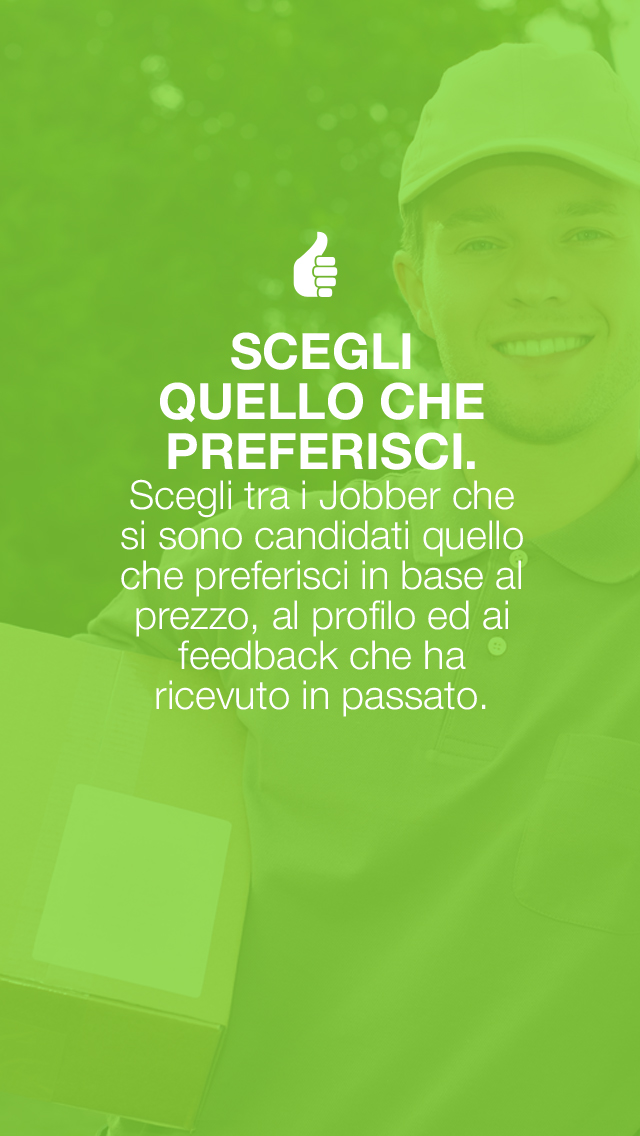 SCEGLI
QUELLO CHE
PREFERISCI.
Scegli tra i Jobber che
si sono candidati quello
che preferisci in base al
prezzo, al profilo ed ai
feedback che ha
ricevuto in passato.